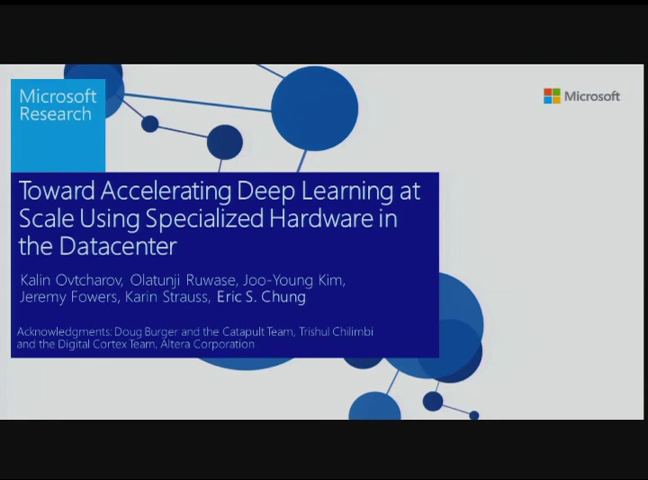 Microsoft
Research
Microsoft
Toward Accelerating Deep Learning at
Scale Using Specialized Hardware in
the Datacenter
Kalin Ovtcharov, Olatunji Ruwase, Joo-Young Kim,
Jeremy Fowers, Karin Strauss, Eric S. Chung
Acknowledgments: Doug Burger and the Catapult Team, Trishul Chilimbi
and the Digital Cortex Team, Altera Corporation